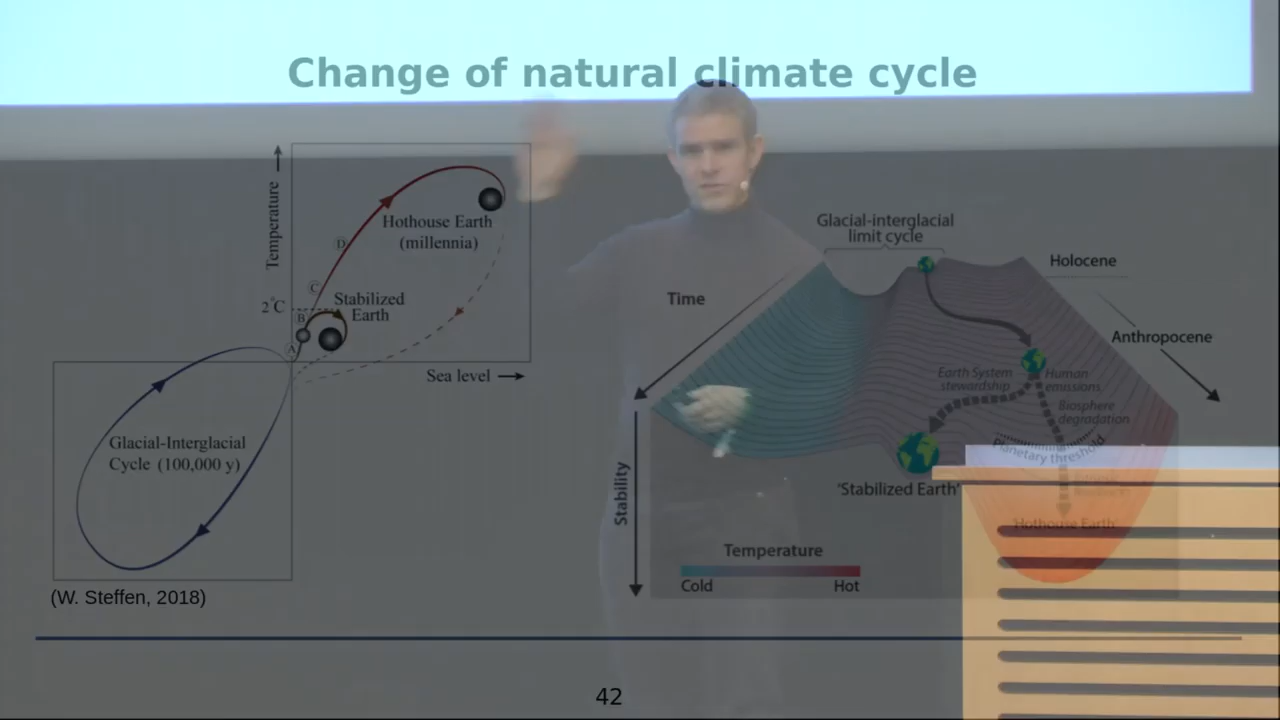 Change of natural climate cycle
Temperature
Hothouse Earth
(millennia)
D
C
2°C
Stabilized
Earth
B
A
Sea level
Glacial-Interglacial
Cycle (100,000 y)
(W. Steffen, 2018)
Glacial-interglacial
limit cycle
Holocene
Time
Anthropocene
Earth System
stewardship
Human
emissions
Biosphere
degradation
Planetary threshold
'Stabilized Earth'
'Hothouse Earth'
Stability
Temperature
Cold
Hot
42